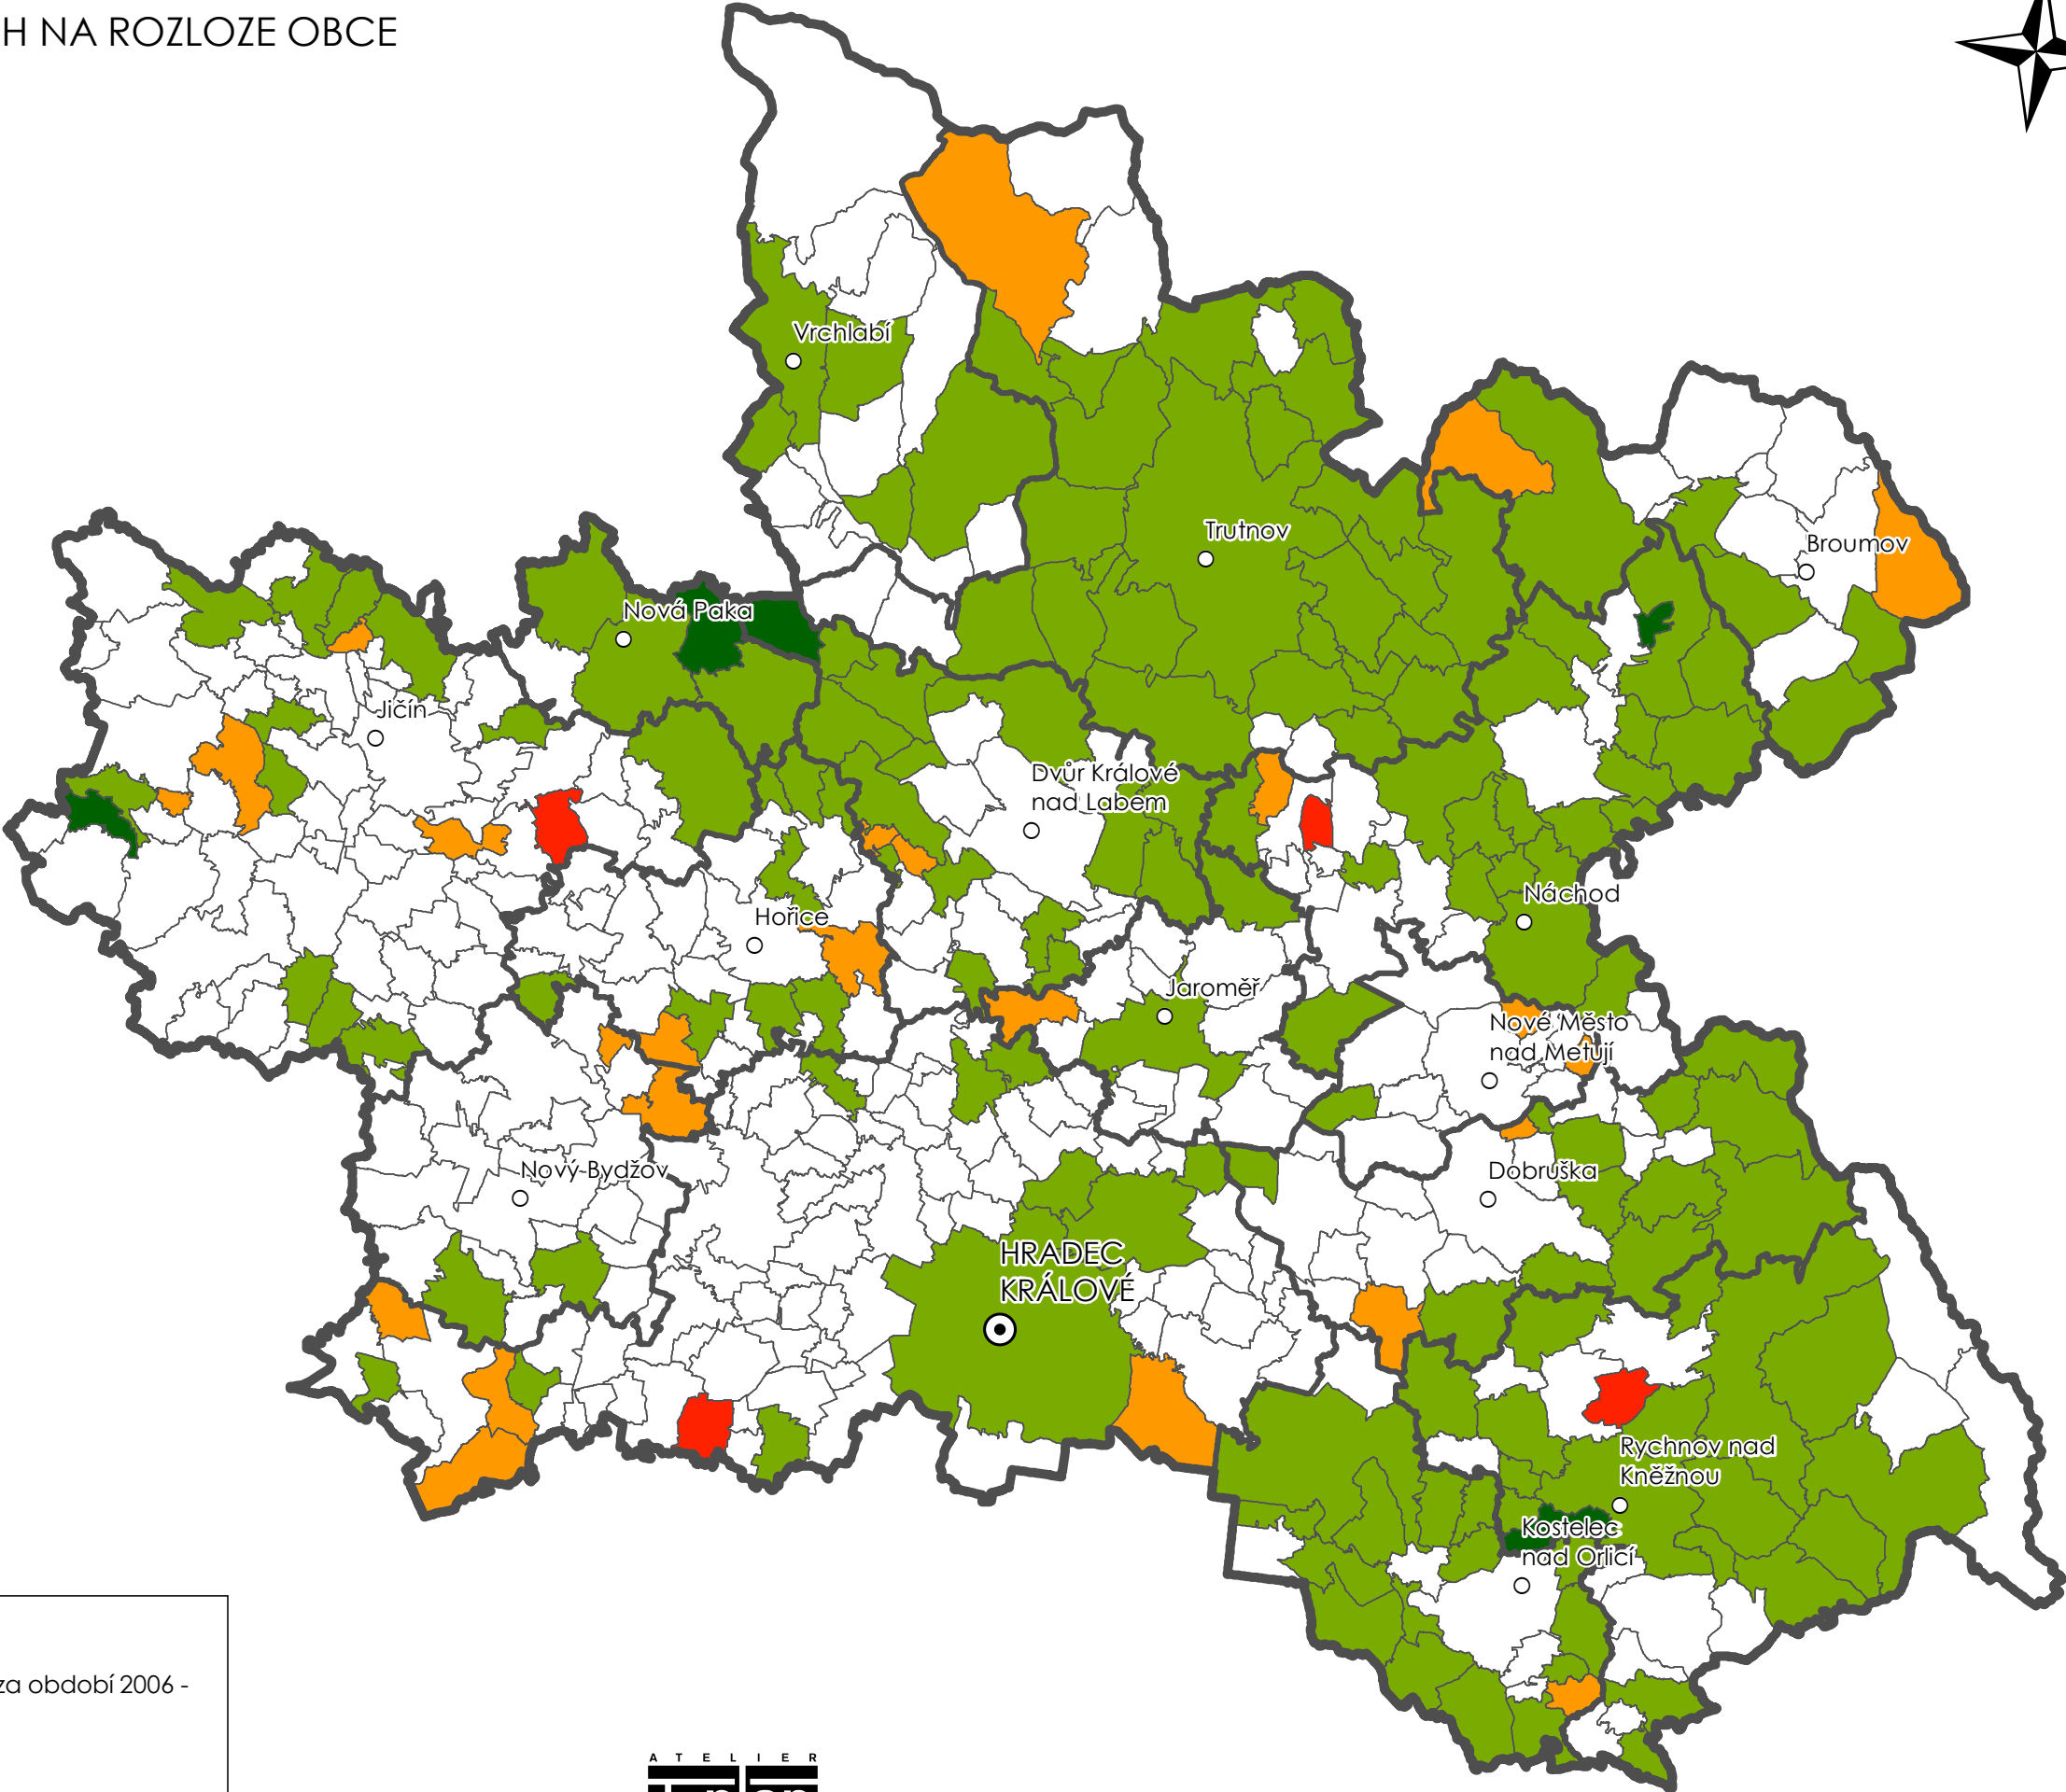 H NA ROZLOZE OBCE
Vrchlabí
Trutnov
Broumov
Nová Paka
Jičín
Dvůr Králové
nad Labem
Náchod
Hořice
Jaroměř
Nové Město
nad Metují
Dobruška
Nový Bydžov
HRADEC
KRÁLOVÉ
Rychnov nad
Kněžnou
Kostelec
nad Orlicí
za období 2006 -
ATELIER